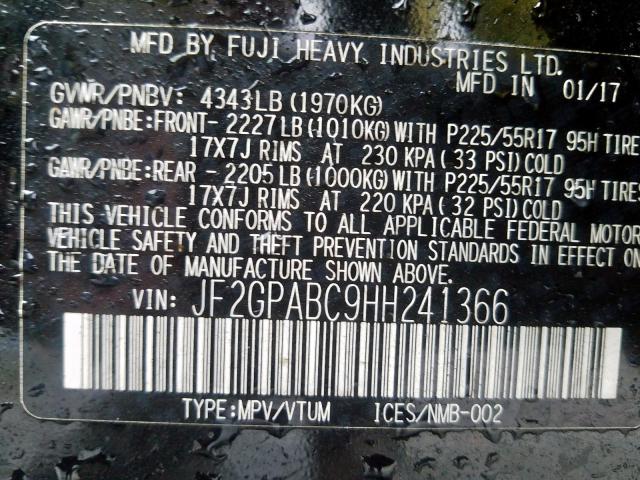 MFD BY FUJI HEAVY INDUSTRIES LTD.
MFD IN 01/17
GVWR/PNBV: 4343LB (1970KG)
GAWR/PNBE:FRONT- 2227LB(1010KG)WITH P225/55R17 95H TIRE
17X7J RIMS AT 230 KPA(33 PSI)COLD
GAWR/PNBE:REAR - 2205LB(1000KG)WITH P225/55R17 95H TIRES
17X7J RIMS AT 220 KPA(32 PSI)COLD
THIS VEHICLE CONFORMS TO ALL APPLICABLE FEDERAL MOTOR
VEHICLE SAFETY AND THEFT PREVENTION STANDARDS IN EFFECT ON
THE DATE OF MANUFACTURE SHOWN ABOVE.
VIN: JF2GPABC9HH241366
TYPE:MPV/VTUM ICES/NMB-002